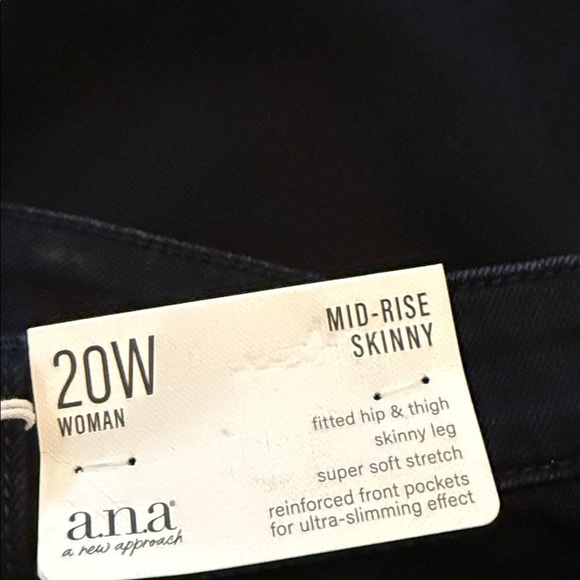 20W
WOMAN
MID-RISE
SKINNY
fitted hip & thigh
skinny leg
super soft stretch
reinforced front pockets
for ultra-slimming effect
a.n.a®
a new approach